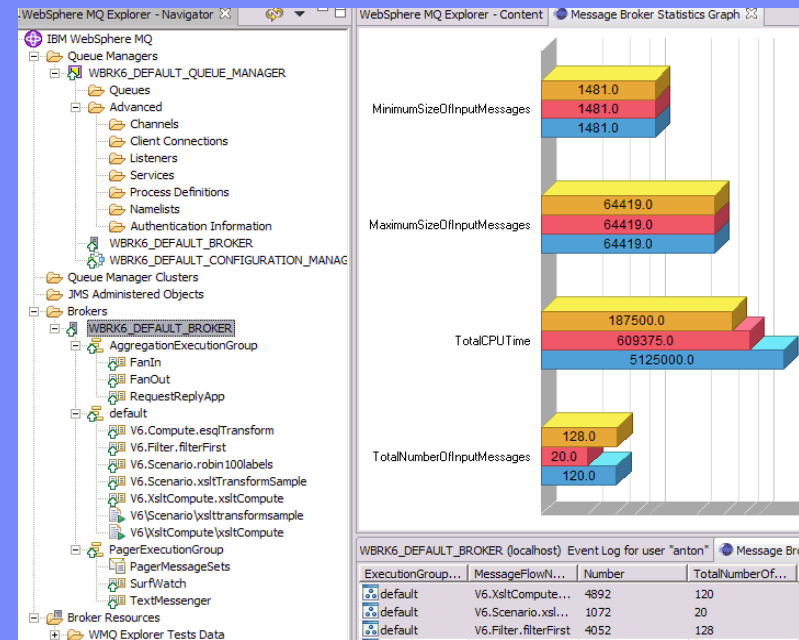 WebSphere MQ Explorer - Navigator
IBM WebSphere MQ
Queue Managers
WBRK6_DEFAULT_QUEUE_MANAGER
Queues
Advanced
Channels
Client Connections
Listeners
Services
Process Definitions
Namelists
Authentication Information
WBRK6_DEFAULT_BROKER
WBRK6_DEFAULT_CONFIGURATION_MANAG
Queue Manager Clusters
JMS Administered Objects
Brokers
WBRK6_DEFAULT_BROKER
AggregationExecutionGroup
FanIn
FanOut
RequestReplyApp
default
V6.Compute.esqlTransform
V6.Filter.filterFirst
V6.Scenario.robin100labels
V6.Scenario.xsltTransformSample
V6.XsltCompute.xsltCompute
V6\Scenario\xslttransformsample
V6\XsltCompute\xsltCompute
PagerExecutionGroup
PagerMessageSets
SurfWatch
TextMessenger
Broker Resources
WMQ Explorer Tests Data
WebSphere MQ Explorer - Content Message Broker Statistics Graph
MinimumSizeOfInputMessages
1481.0
1481.0
1481.0
MaximumSizeOfInputMessages
64419.0
64419.0
64419.0
TotalCPUTime
187500.0
609375.0
5125000.0
TotalNumberOfInputMessages
128.0
20.0
120.0
WBRK6_DEFAULT_BROKER (localhost) Event Log for user "anton" Message Bro
ExecutionGroup... MessageFlowN... Number TotalNumberOf...
default V6.XsltCompute... 4892 120
default V6.Scenario.xsl... 1072 20
default V6.Filter.filterFirst 4052 128